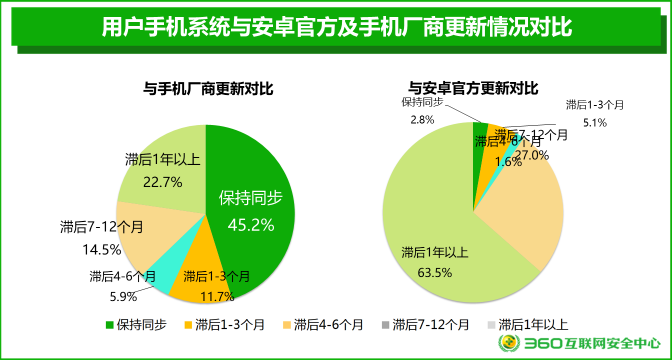 用户手机系统与安卓官方及手机厂商更新情况对比
与手机厂商更新对比
滞后1年以上
22.7%
保持同步
45.2%
滞后7-12个月
14.5%
滞后4-6个月
5.9%
滞后1-3个月
11.7%
与安卓官方更新对比
保持同步
2.8%
滞后1-3个月
5.1%
滞后7-12个月
27.0%
滞后4-6个月
1.6%
滞后1年以上
63.5%
保持同步 滞后1-3个月 滞后4-6个月 滞后7-12个月 滞后1年以上
360互联网安全中心